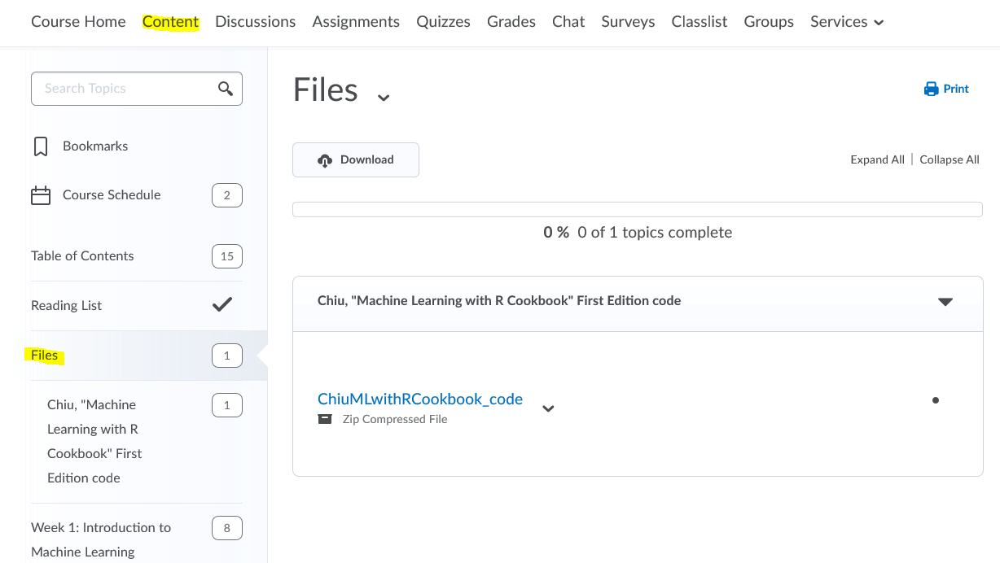 Course Home Content Discussions Assignments Quizzes Grades Chat Surveys Classlist Groups Services
Search Topics
Bookmarks
Course Schedule 2
Table of Contents 15
Reading List
Files 1
Chiu, "Machine 1
Learning with R
Cookbook" First
Edition code
Week 1: Introduction to 8
Machine Learning
Files
Print
Download
Expand All | Collapse All
0 % 0 of 1 topics complete
Chiu, "Machine Learning with R Cookbook" First Edition code
ChiuMLwithRCookbook_code
Zip Compressed File